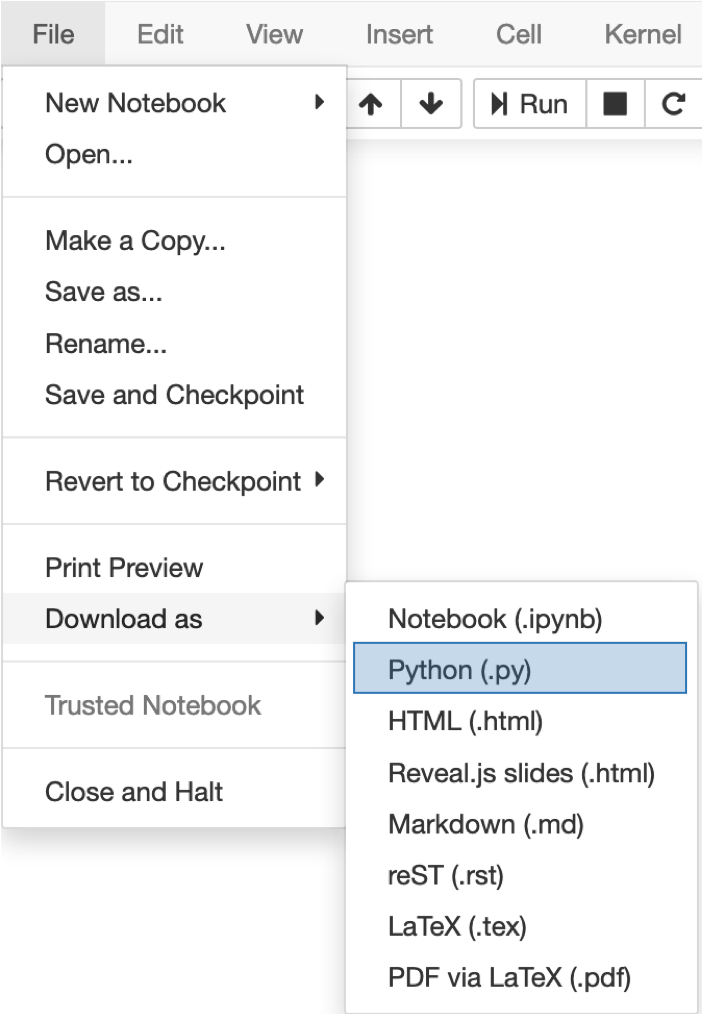 File Edit View Insert Cell Kernel
New Notebook
Run
Open...
Make a Copy...
Save as...
Rename...
Save and Checkpoint
Revert to Checkpoint
Print Preview
Download as
Trusted Notebook
Close and Halt
Notebook (.ipynb)
Python (.py)
HTML (.html)
Reveal.js slides (.html)
Markdown (.md)
reST (.rst)
LaTeX (.tex)
PDF via LaTeX (.pdf)